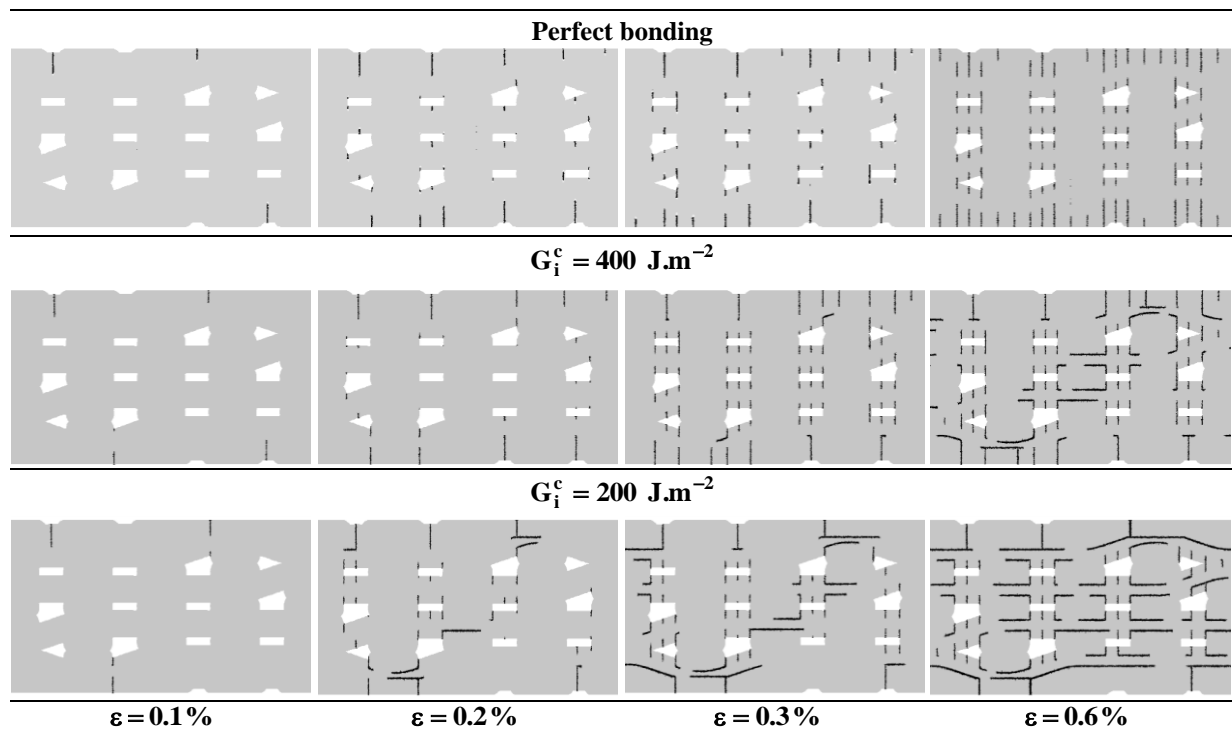 Perfect bonding
G_i^c = 400 J.m^-2
G_i^c = 200 J.m^-2
ε = 0.1% ε = 0.2% ε = 0.3% ε = 0.6%